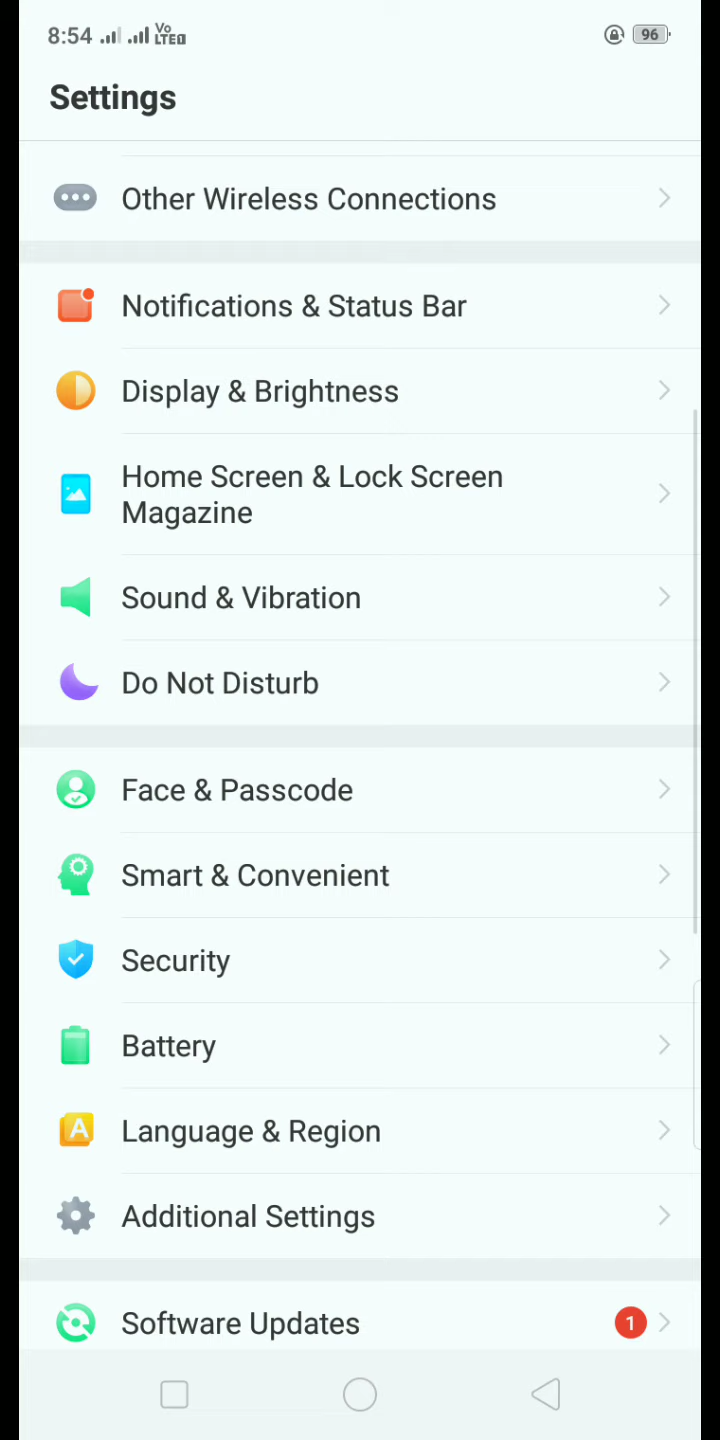 8:54 Vo LTE1 96
Settings
Other Wireless Connections
Notifications & Status Bar
Display & Brightness
Home Screen & Lock Screen
Magazine
Sound & Vibration
Do Not Disturb
Face & Passcode
Smart & Convenient
Security
Battery
A Language & Region
Additional Settings
Software Updates 1